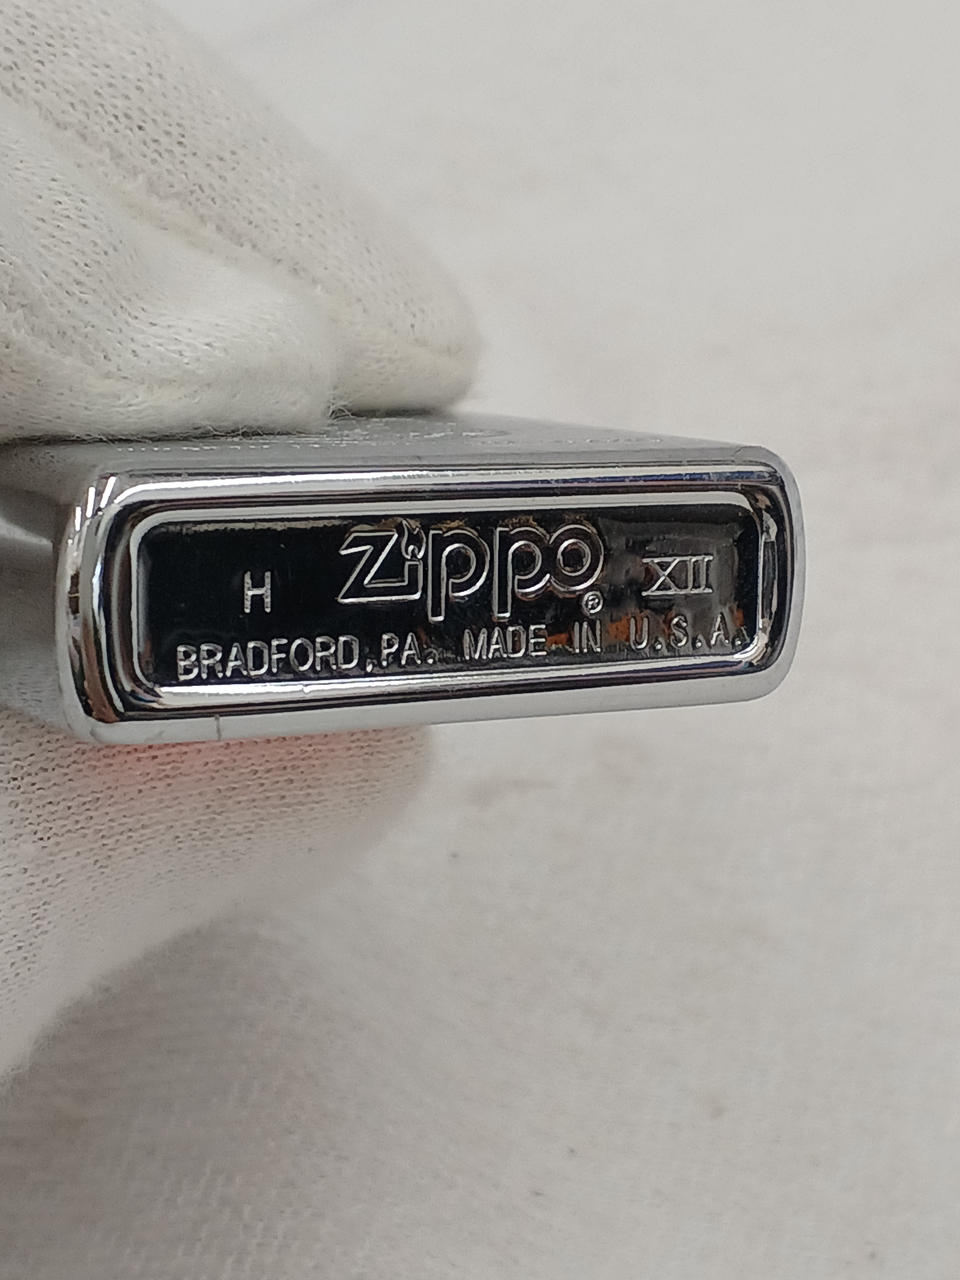 H Zippo® XII
BRADFORD,PA. MADE IN U.S.A.